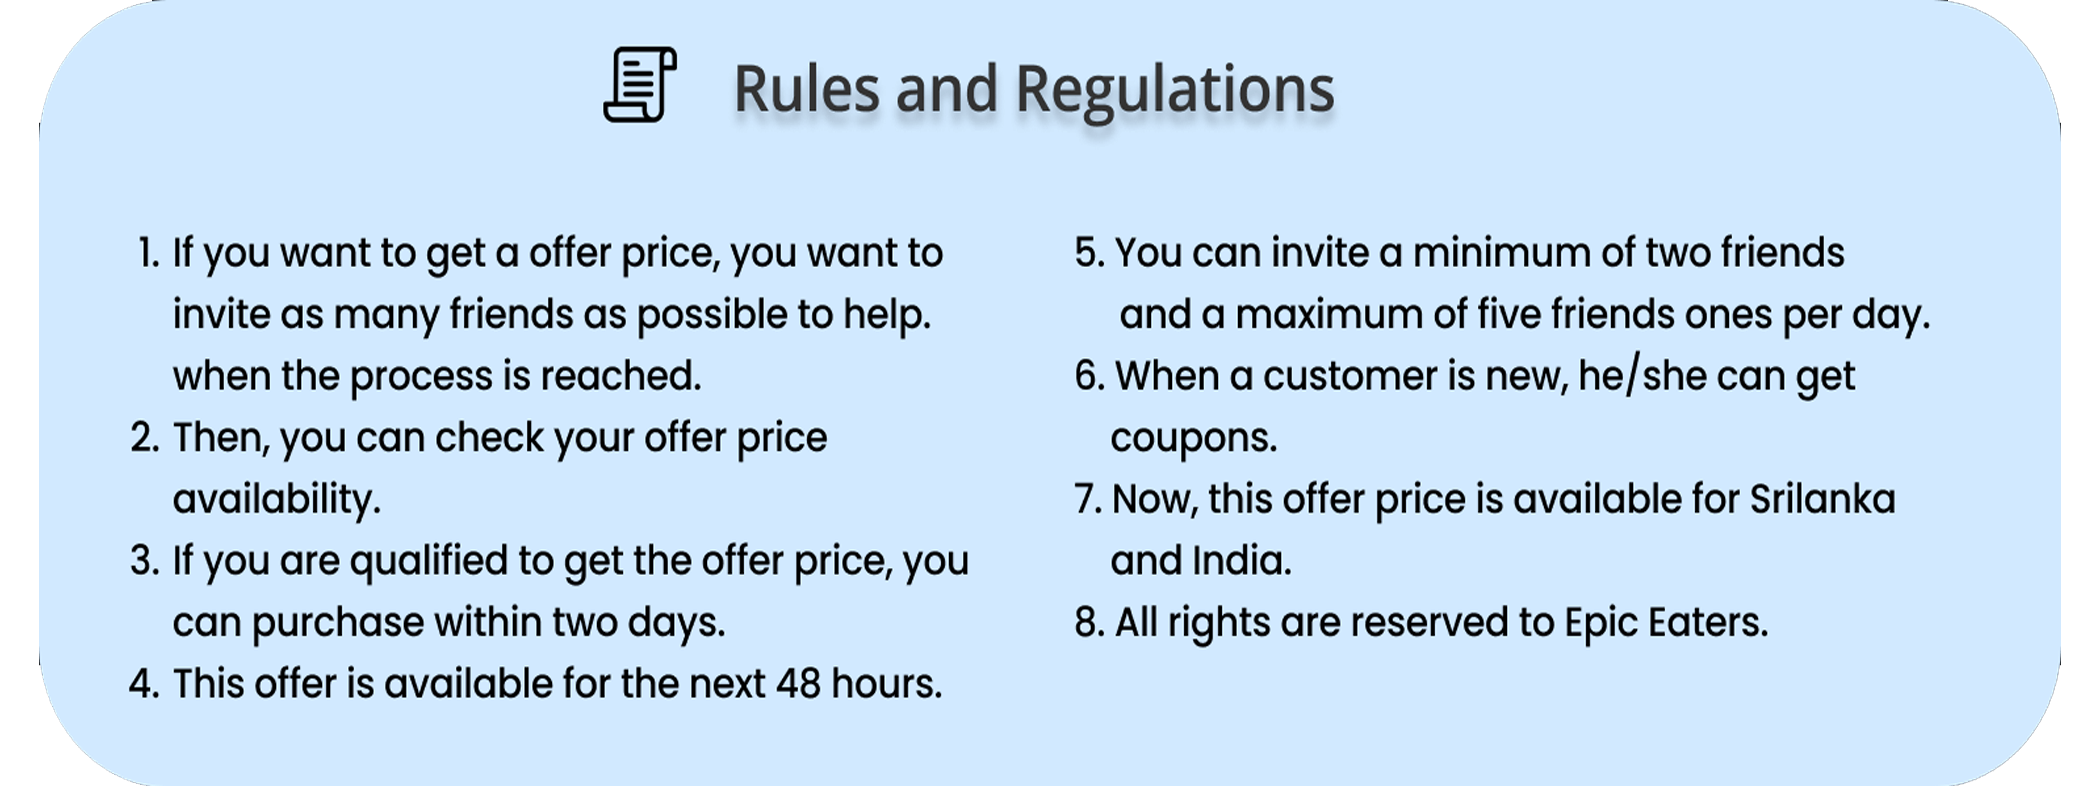 Rules and Regulations
1. If you want to get a offer price, you want to
invite as many friends as possible to help.
when the process is reached.
2. Then, you can check your offer price
availability.
3. If you are qualified to get the offer price, you
can purchase within two days.
4. This offer is available for the next 48 hours.
5. You can invite a minimum of two friends
and a maximum of five friends ones per day.
6. When a customer is new, he/she can get
coupons.
7. Now, this offer price is available for Srilanka
and India.
8. All rights are reserved to Epic Eaters.